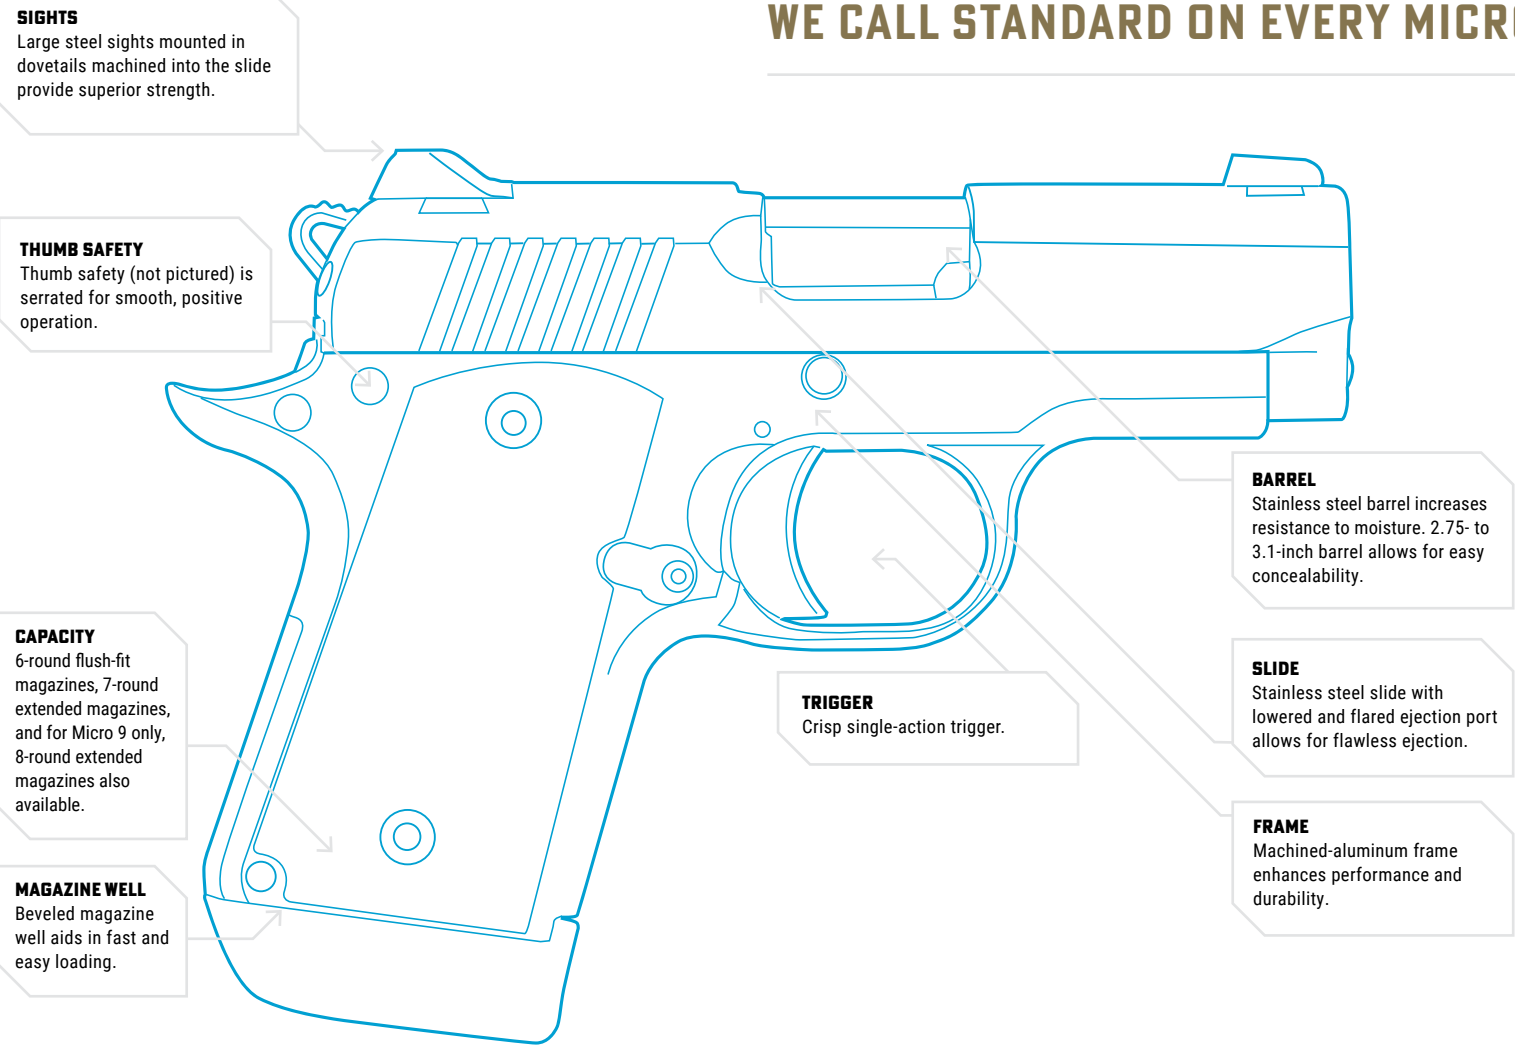 WE CALL STANDARD ON EVERY
SIGHTS
Large steel sights mounted in
dovetails machined into the slide
provide superior strength.
THUMB SAFETY
Thumb safety (not pictured) is
serrated for smooth, positive
operation.
CAPACITY
6-round flush-fit
magazines, 7-round
extended magazines,
and for Micro 9 only,
8-round extended
magazines also
available.
MAGAZINE WELL
Beveled magazine
well aids in fast and
easy loading.
TRIGGER
Crisp single-action trigger.
BARREL
Stainless steel barrel increases
resistance to moisture. 2.75- to
3.1-inch barrel allows for easy
concealability.
SLIDE
Stainless steel slide with
lowered and flared ejection port
allows for flawless ejection.
FRAME
Machined-aluminum frame
enhances performance and
durability.